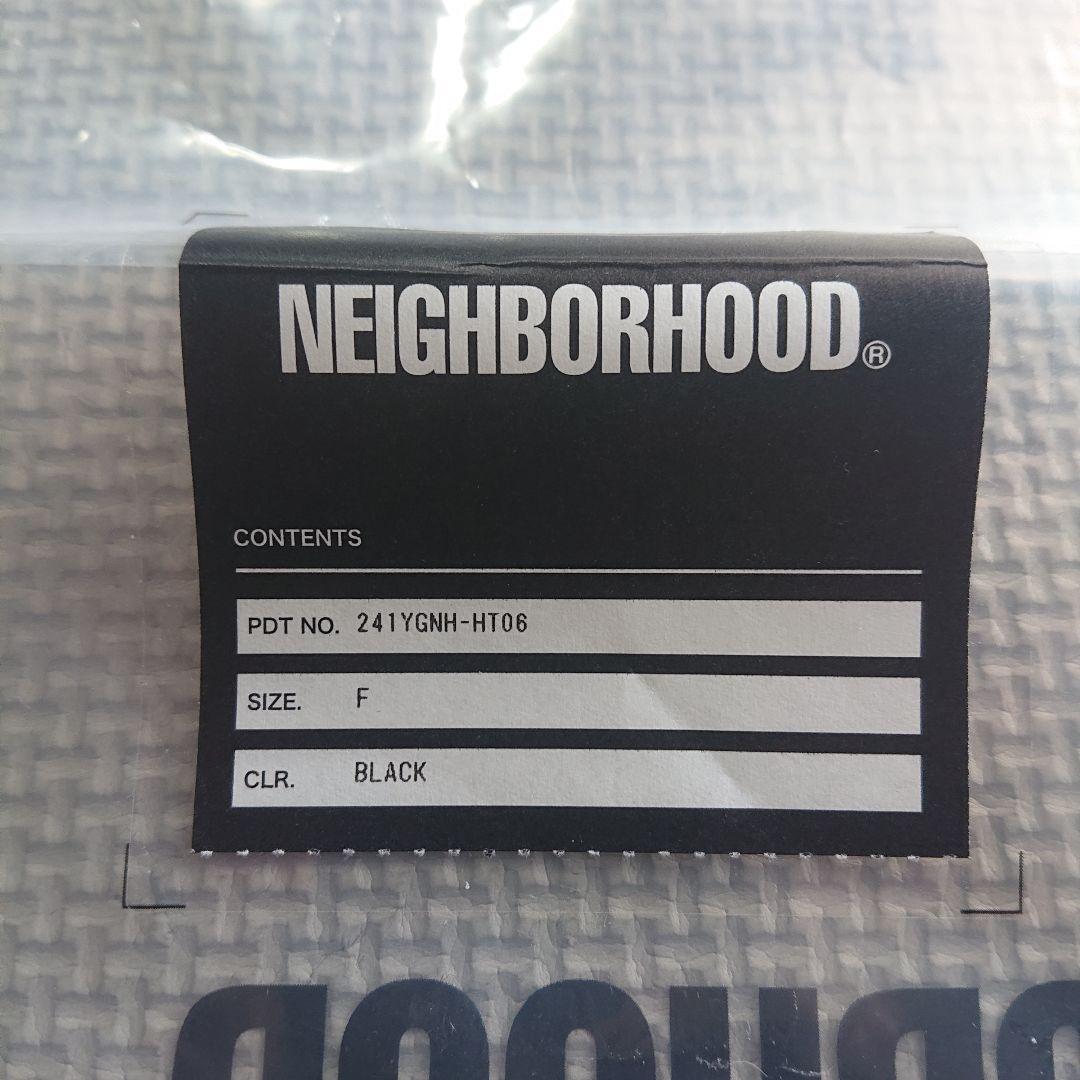 NEIGHBORHOOD®
CONTENTS
PDT NO. 241YGNH-HT06
SIZE. F
CLR. BLACK